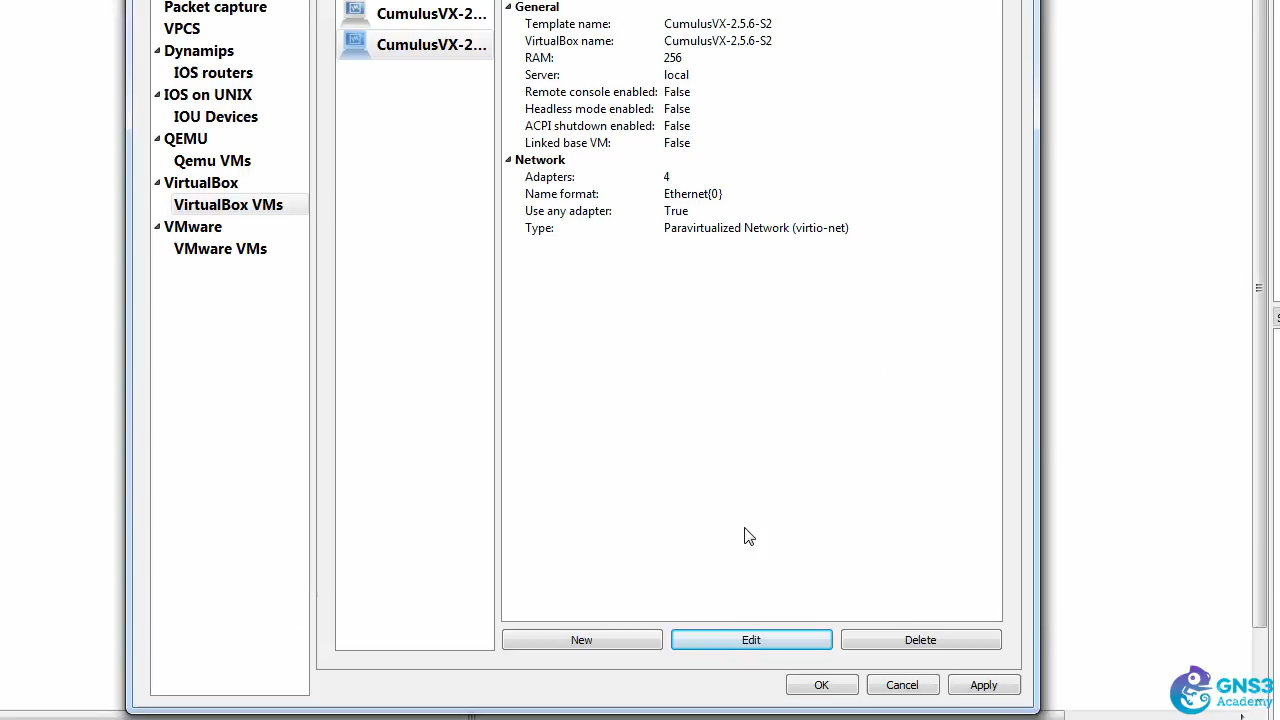 Packet capture
VPCS
Dynamips
IOS routers
IOS on UNIX
IOU Devices
QEMU
Qemu VMs
VirtualBox
VirtualBox VMs
VMware
VMware VMs
CumulusVX-2...
CumulusVX-2...
General
Template name: CumulusVX-2.5.6-S2
VirtualBox name: CumulusVX-2.5.6-S2
RAM: 256
Server: local
Remote console enabled: False
Headless mode enabled: False
ACPI shutdown enabled: False
Linked base VM: False
Network
Adapters: 4
Name format: Ethernet{0}
Use any adapter: True
Type: Paravirtualized Network (virtio-net)
New Edit Delete
OK Cancel Apply
GNS3
Academy